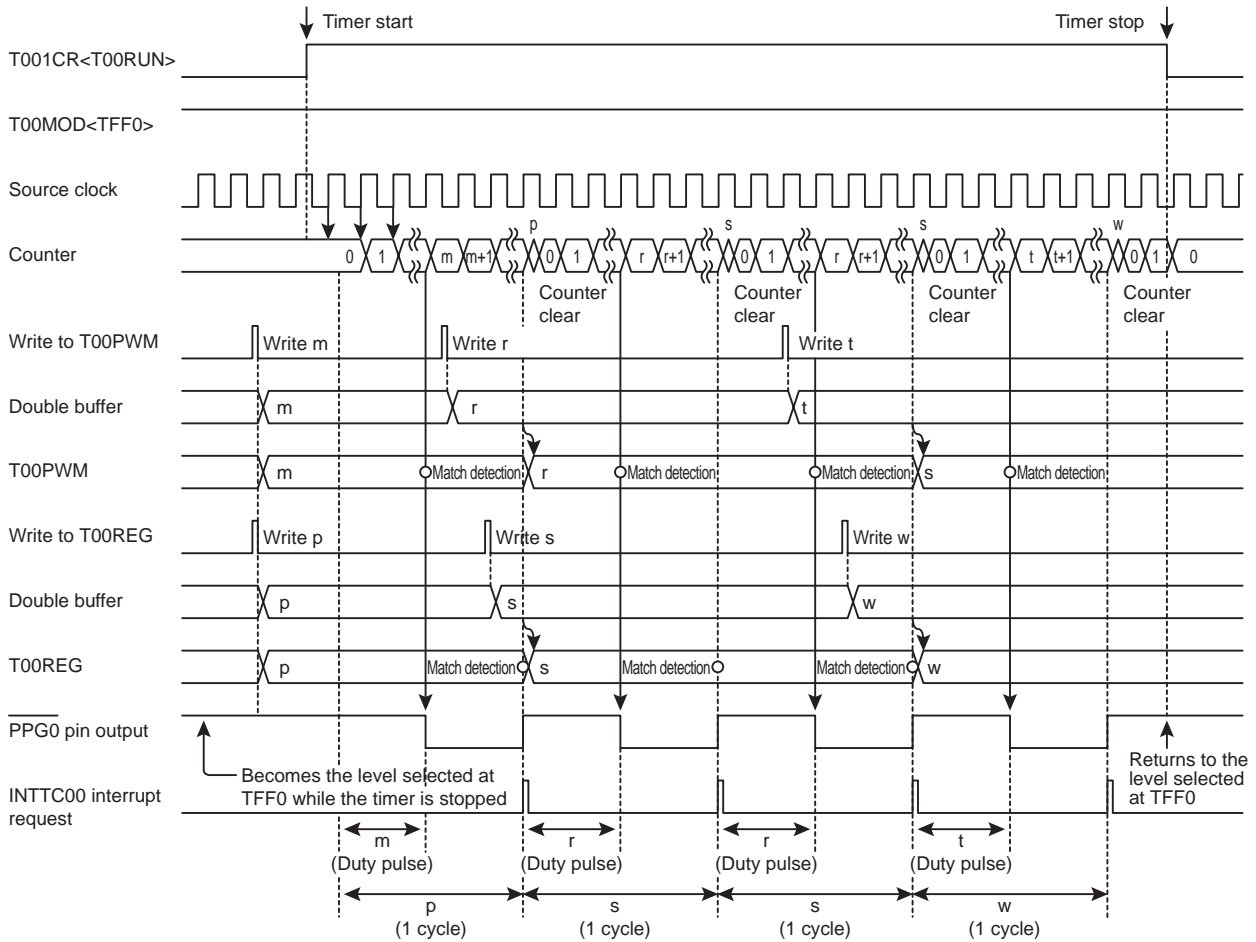 Timer start Timer stop
T001CR<T00RUN>
T00MOD<TFF0>
Source clock
p s s w
Counter 0 1 m m+1 0 1 r r+1 0 1 r r+1 0 1 t t+1 0 1 0
Counter clear Counter clear Counter clear Counter clear
Write to T00PWM Write m Write r Write t
Double buffer m r t
T00PWM m Match detection r Match detection Match detection s Match detection
Write to T00REG Write p Write s Write w
Double buffer p s w
T00REG p Match detection s Match detection Match detection w
PPG0 pin output
Becomes the level selected at TFF0 while the timer is stopped
Returns to the level selected at TFF0
INTTC00 interrupt request
m r r t
(Duty pulse) (Duty pulse) (Duty pulse) (Duty pulse)
p s s w
(1 cycle) (1 cycle) (1 cycle) (1 cycle)